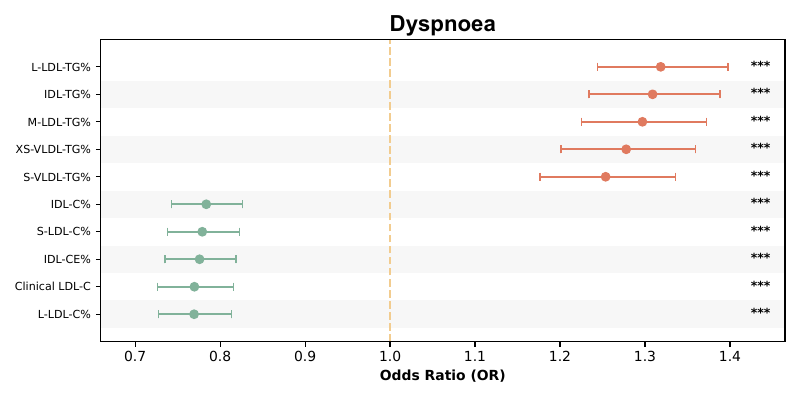 Dyspnoea
L-LDL-TG% ***
IDL-TG% ***
M-LDL-TG% ***
XS-VLDL-TG% ***
S-VLDL-TG% ***
IDL-C% ***
S-LDL-C% ***
IDL-CE% ***
Clinical LDL-C ***
L-LDL-C% ***
0.7 0.8 0.9 1.0 1.1 1.2 1.3 1.4
Odds Ratio (OR)